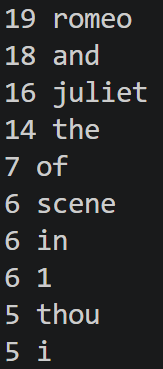 19 romeo
18 and
16 juliet
14 the
7 of
6 scene
6 in
6 1
5 thou
5 i